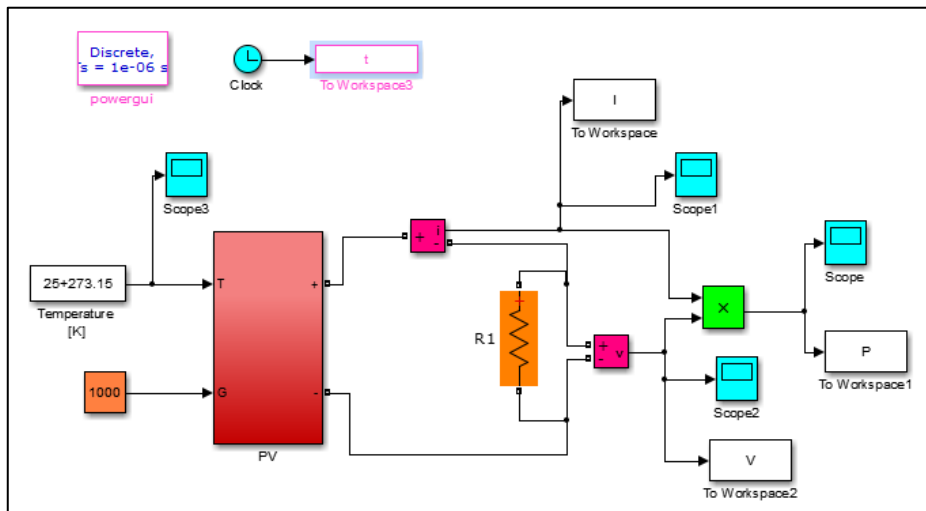 Discrete,
s = 1e-06 s
powergui
Clock
t
To Workspace3
I
To Workspace
Scope3
Scope1
Scope
+ i
-
25+273.15
Temperature
[K]
T
+
G
-
1000
PV
R1
+
+
-
v
×
Scope2
P
To Workspace1
V
To Workspace2